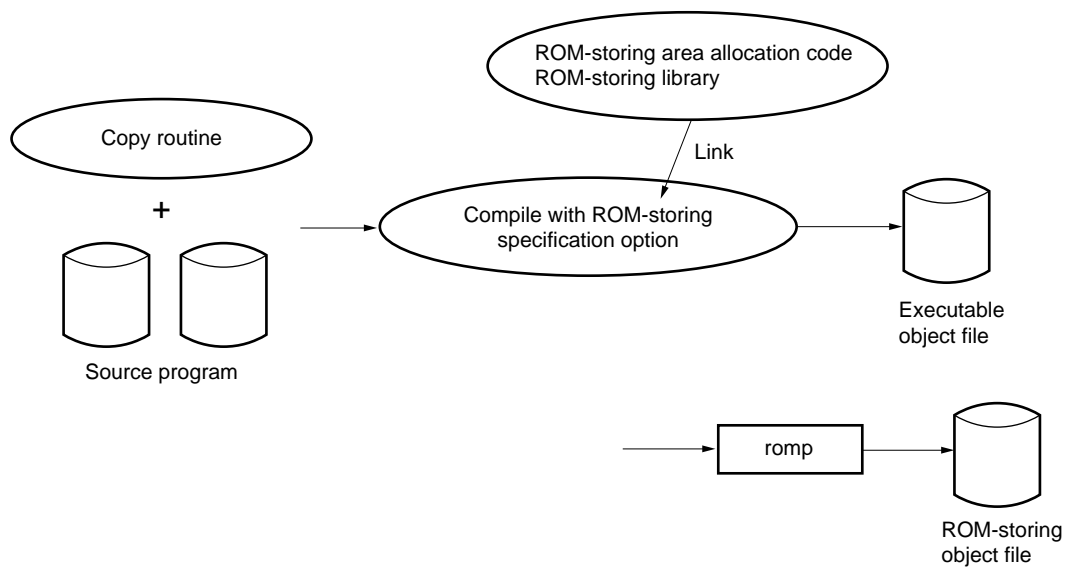 ROM-storing area allocation code
ROM-storing library
Copy routine
Link
+
Compile with ROM-storing
specification option
Executable
object file
Source program
romp
ROM-storing
object file